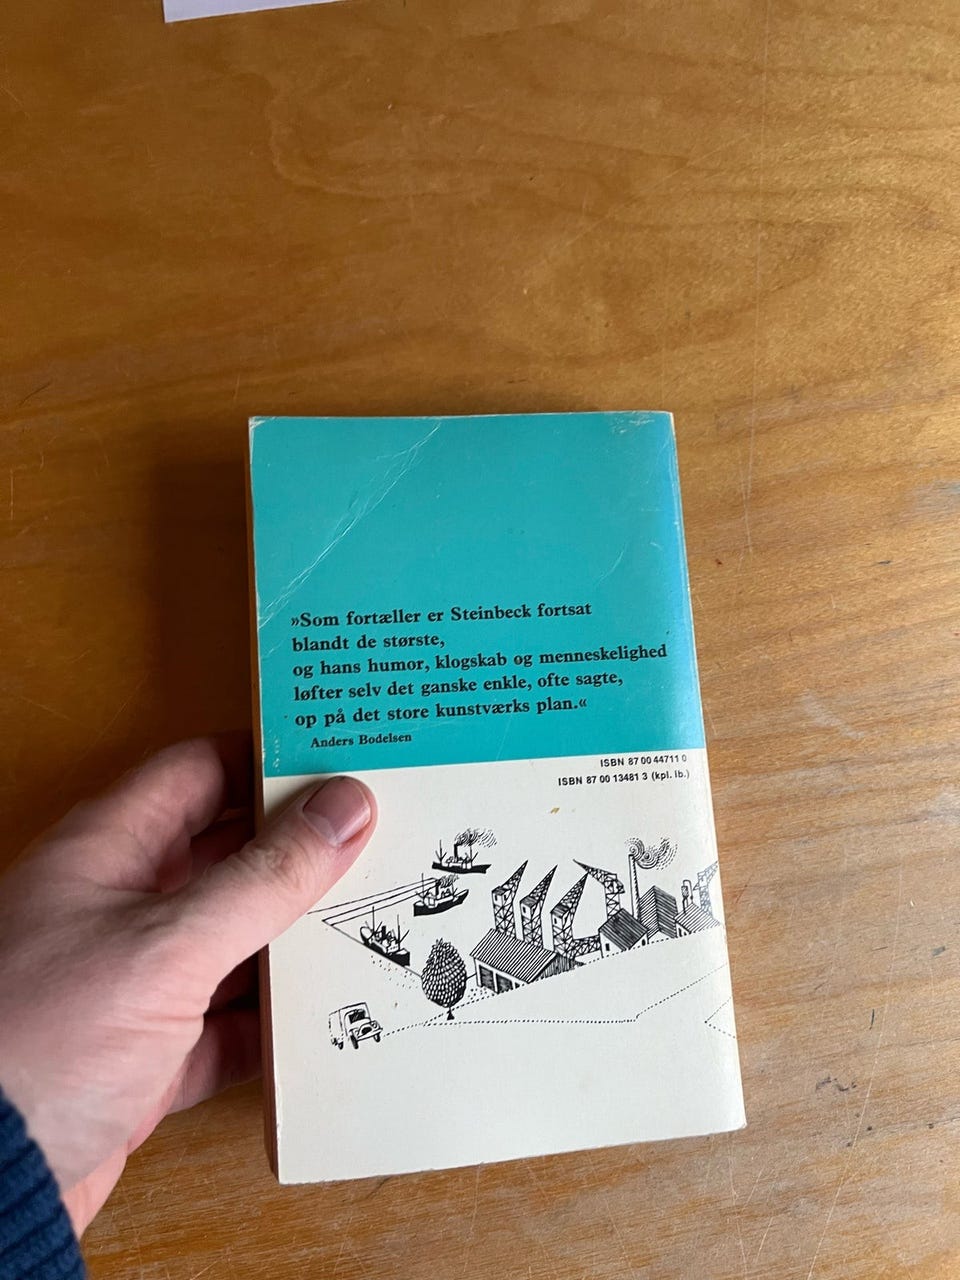 »Som fortæller er Steinbeck fortsat
blandt de største,
og hans humor, klogskab og menneskelighed
løfter selv det ganske enkle, ofte sagte,
op på det store kunstværks plan.«
Anders Bodelsen
ISBN 87 00 44711 0
ISBN 87 00 13481 3 (kpl. ib.)